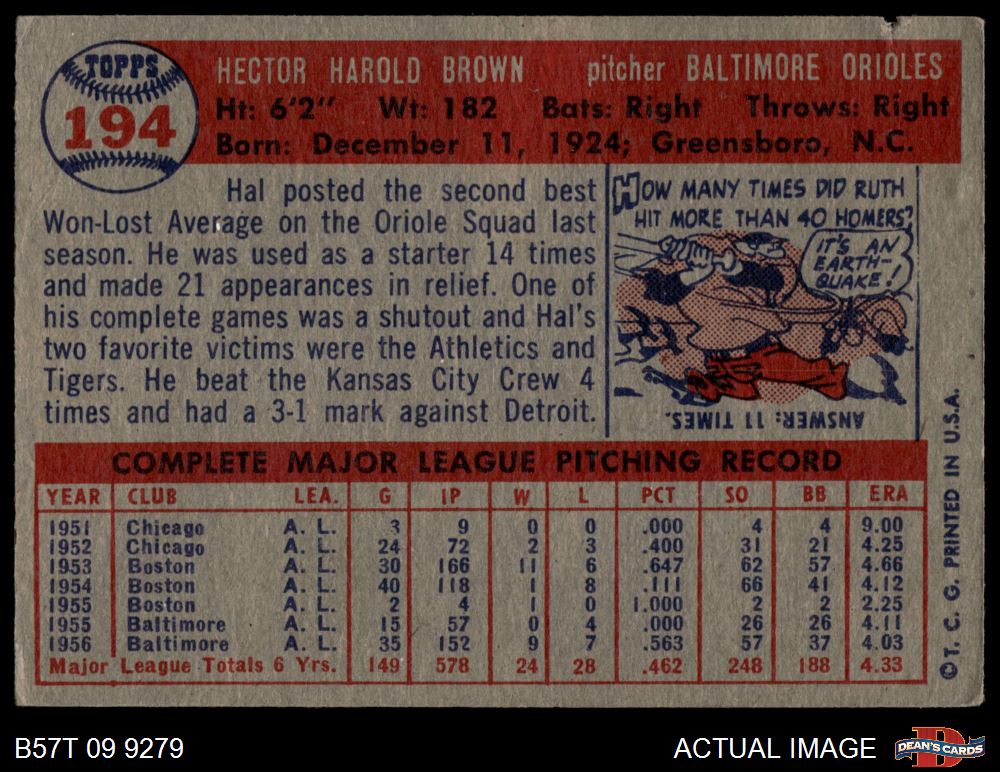 TOPPS
194
HECTOR HAROLD BROWN pitcher BALTIMORE ORIOLES
Ht: 6'2" Wt: 182 Bats: Right Throws: Right
Born: December 11, 1924; Greensboro, N.C.
Hal posted the second best
Won-Lost Average on the Oriole Squad last
season. He was used as a starter 14 times
and made 21 appearances in relief. One of
his complete games was a shutout and Hal's
two favorite victims were the Athletics and
Tigers. He beat the Kansas City Crew 4
times and had a 3-1 mark against Detroit.
HOW MANY TIMES DID RUTH
HIT MORE THAN 40 HOMERS?
IT'S AN
EARTH-
QUAKE!
ANSWER: 11 TIMES.
COMPLETE MAJOR LEAGUE PITCHING RECORD
YEAR CLUB LEA. G IP W L PCT SO BB ERA
1951 Chicago A. L. 3 9 0 0 .000 4 4 9.00
1952 Chicago A. L. 24 72 2 3 .400 31 21 4.25
1953 Boston A. L. 30 166 11 6 .647 62 57 4.66
1954 Boston A. L. 40 118 1 8 .111 66 41 4.12
1955 Boston A. L. 2 4 1 0 1.000 2 2 2.25
1955 Baltimore A. L. 15 57 0 4 .000 26 26 4.11
1956 Baltimore A. L. 35 152 9 7 .563 57 37 4.03
Major League Totals 6 Yrs. 149 578 24 28 .462 248 188 4.33
© T. C. G. PRINTED IN U.S.A.
B57T 09 9279
ACTUAL IMAGE
DEAN'S CARDS